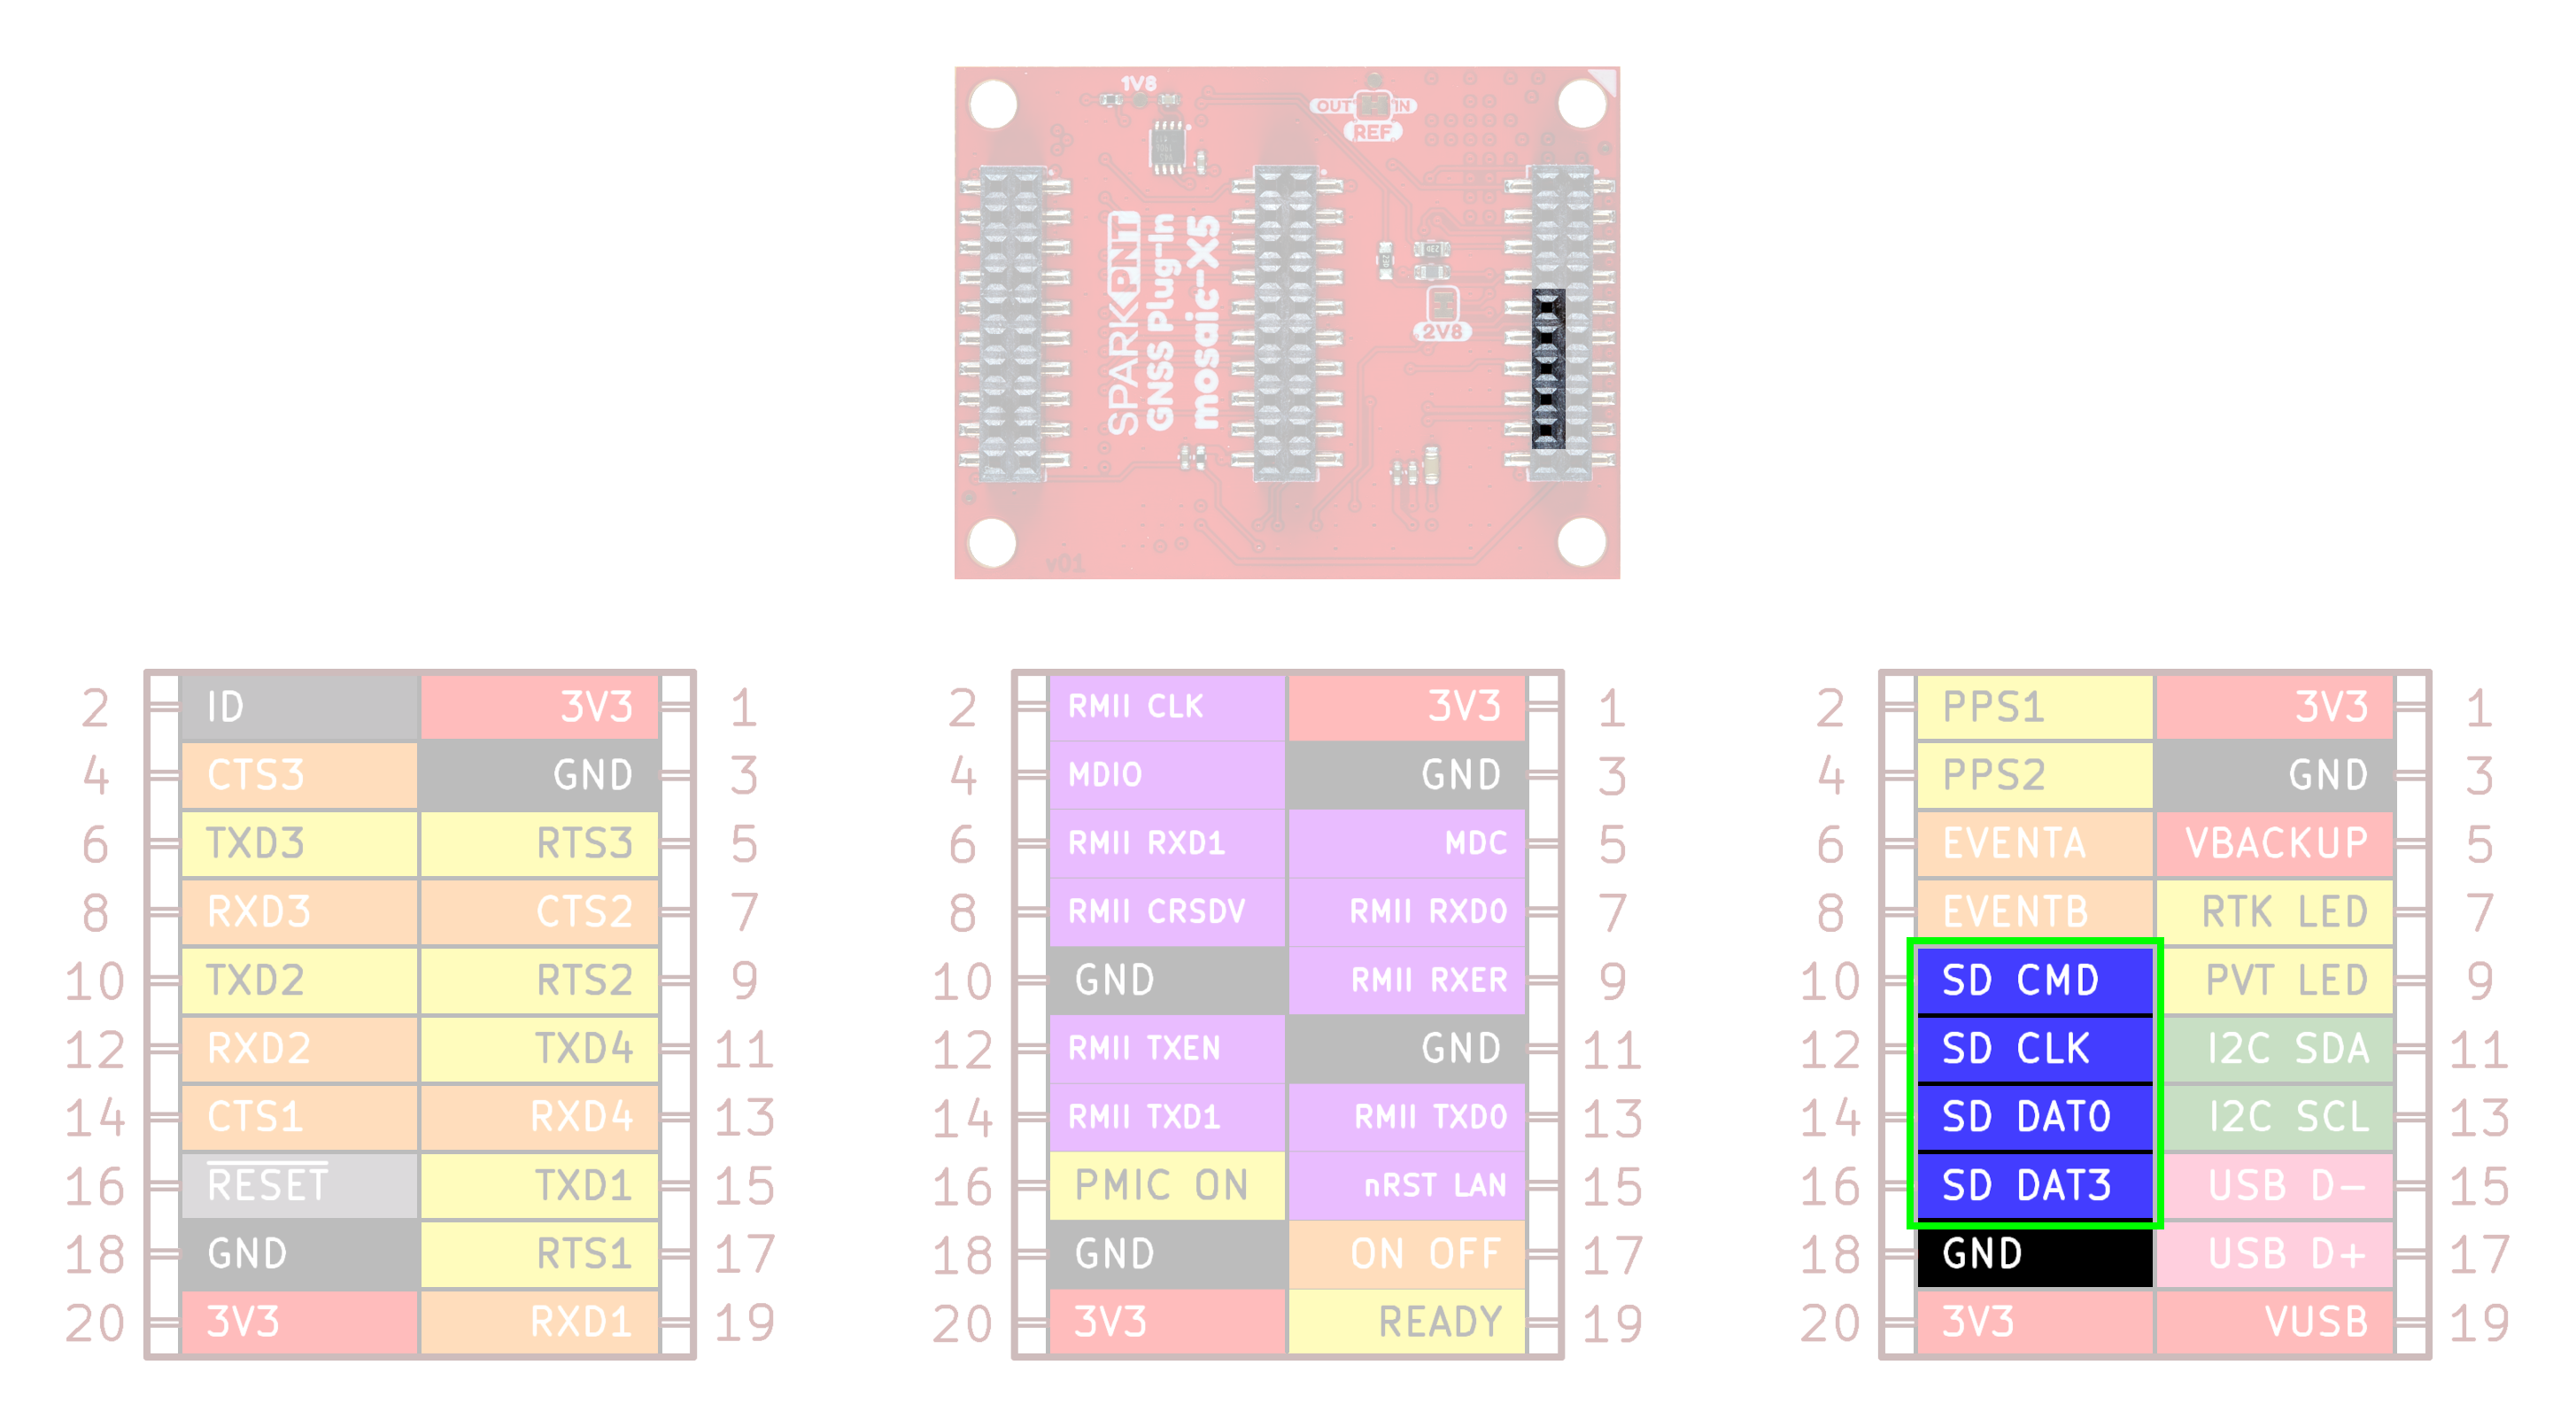 1V8
OUT IN
REF
2V8
SPARK PNT
GNSS Plug-In
mosaic-X5
v01
2 ID 3V3 1
4 CTS3 GND 3
6 TXD3 RTS3 5
8 RXD3 CTS2 7
10 TXD2 RTS2 9
12 RXD2 TXD4 11
14 CTS1 RXD4 13
16 RESET TXD1 15
18 GND RTS1 17
20 3V3 RXD1 19
2 RMII CLK 3V3 1
4 MDIO GND 3
6 RMII RXD1 MDC 5
8 RMII CRSDV RMII RXD0 7
10 GND RMII RXER 9
12 RMII TXEN GND 11
14 RMII TXD1 RMII TXD0 13
16 PMIC ON nRST LAN 15
18 GND ON OFF 17
20 3V3 READY 19
2 PPS1 3V3 1
4 PPS2 GND 3
6 EVENTA VBACKUP 5
8 EVENTB RTK LED 7
10 SD CMD PVT LED 9
12 SD CLK I2C SDA 11
14 SD DAT0 I2C SCL 13
16 SD DAT3 USB D- 15
18 GND USB D+ 17
20 3V3 VUSB 19